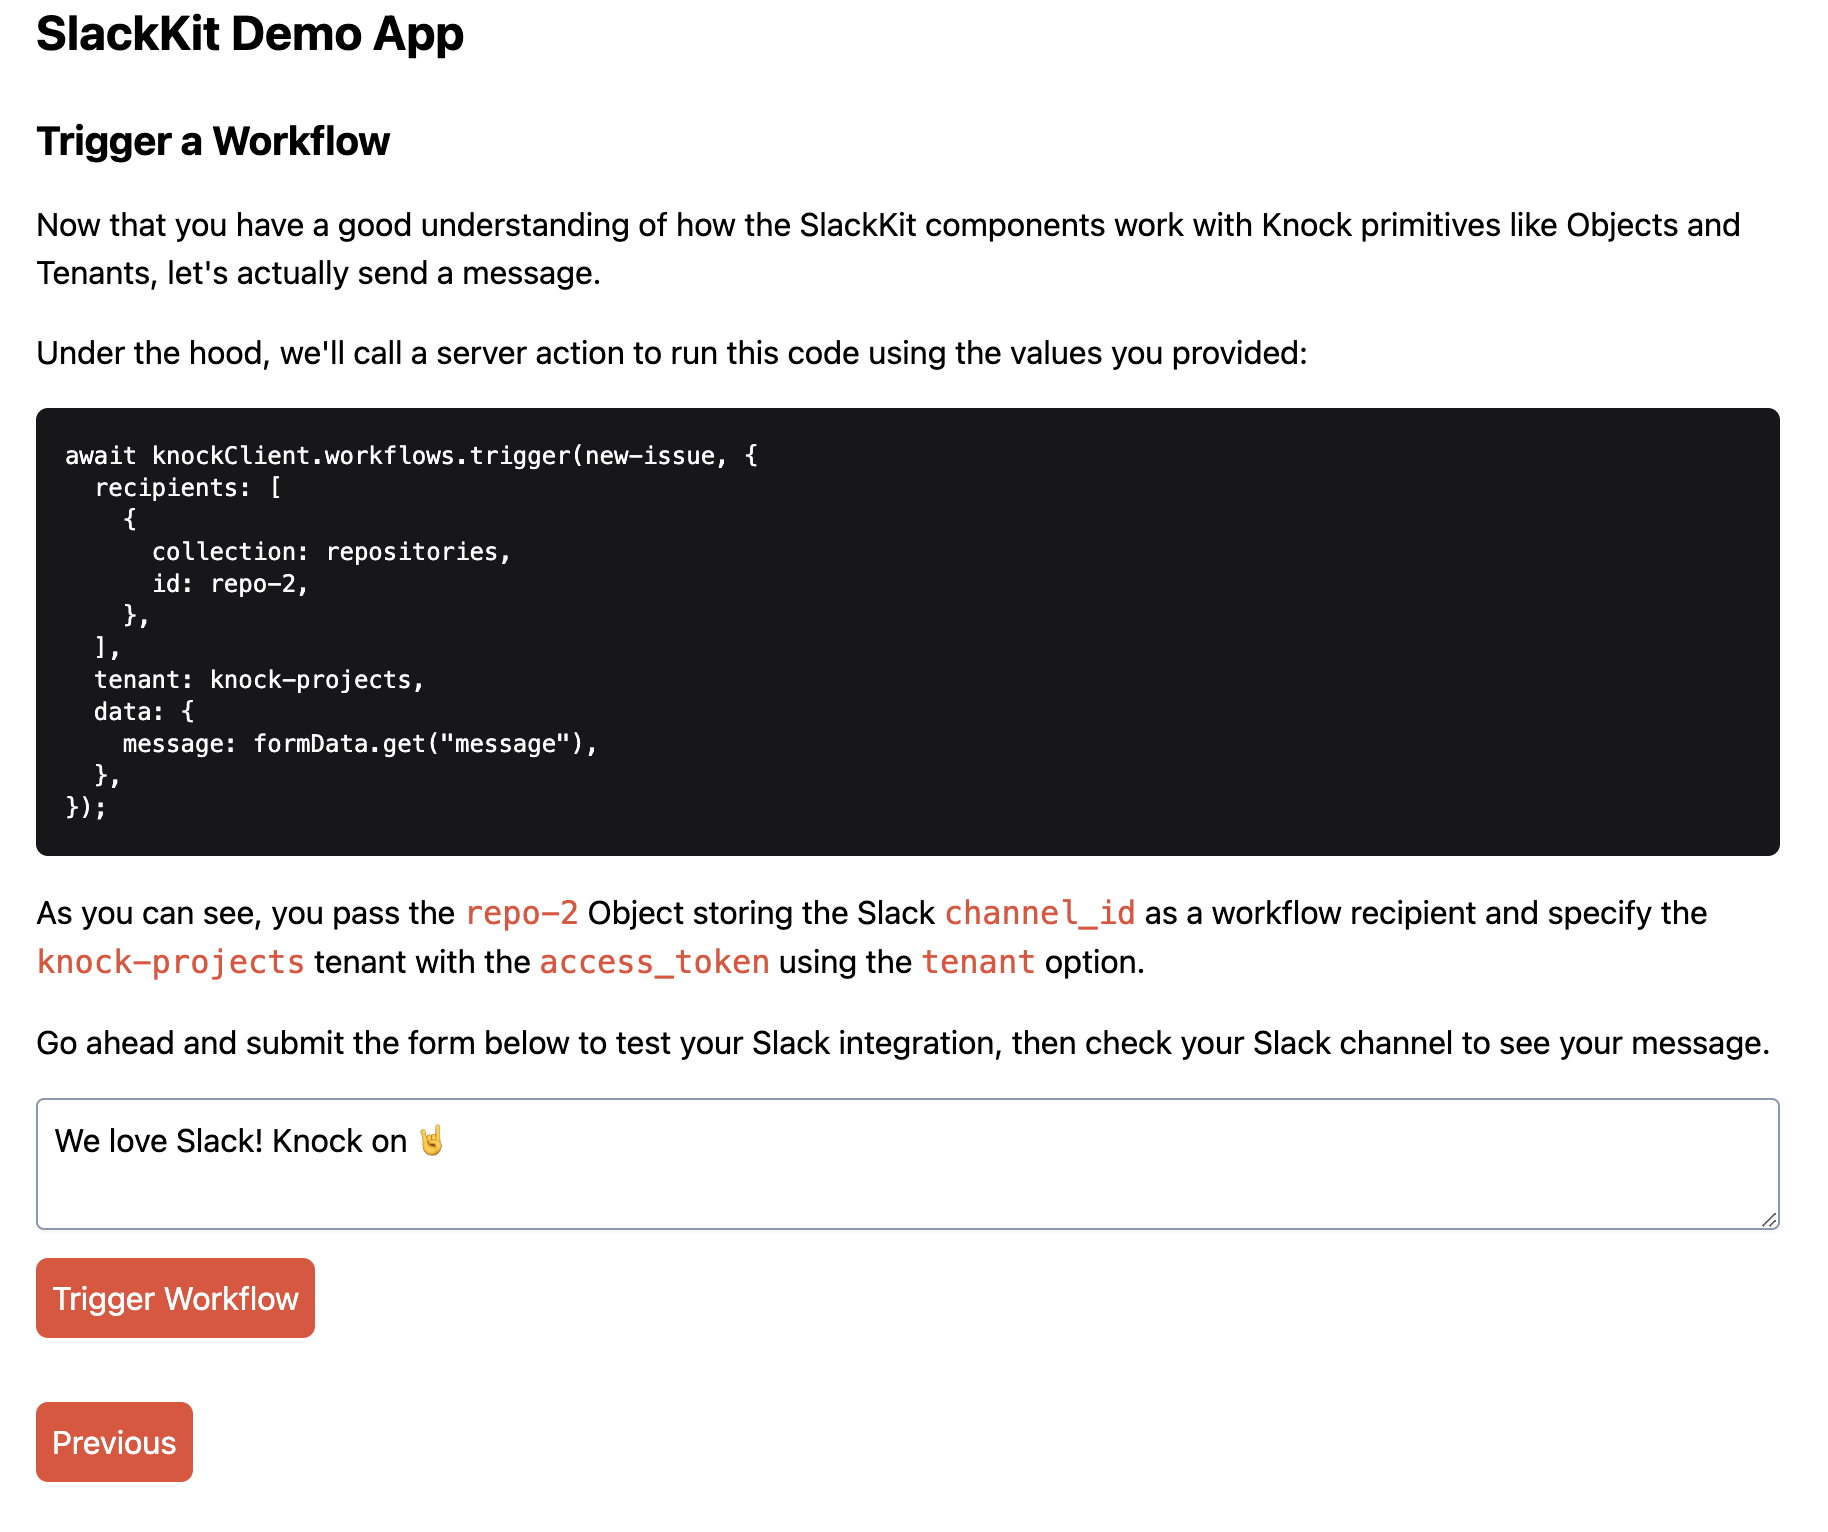 SlackKit Demo App
Trigger a Workflow
Now that you have a good understanding of how the SlackKit components work with Knock primitives like Objects and
Tenants, let's actually send a message.
Under the hood, we'll call a server action to run this code using the values you provided:
await knockClient.workflows.trigger(new-issue, {
  recipients: [
    {
      collection: repositories,
      id: repo-2,
    },
  ],
  tenant: knock-projects,
  data: {
    message: formData.get("message"),
  },
});
As you can see, you pass the repo-2 Object storing the Slack channel_id as a workflow recipient and specify the
knock-projects tenant with the access_token using the tenant option.
Go ahead and submit the form below to test your Slack integration, then check your Slack channel to see your message.
We love Slack! Knock on 🤘
Trigger Workflow
Previous